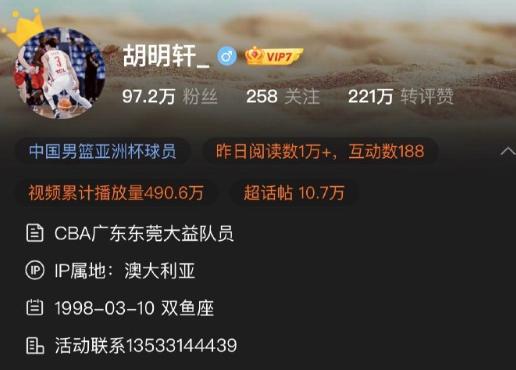 胡明轩_ VIP7
97.2万 粉丝 258 关注 221万 转评赞
中国男篮亚洲杯球员 昨日阅读数1万+，互动数188
视频累计播放量490.6万 超话帖 10.7万
CBA广东东莞大益队员
IP IP属地：澳大利亚
1998-03-10 双鱼座
活动联系13533144439